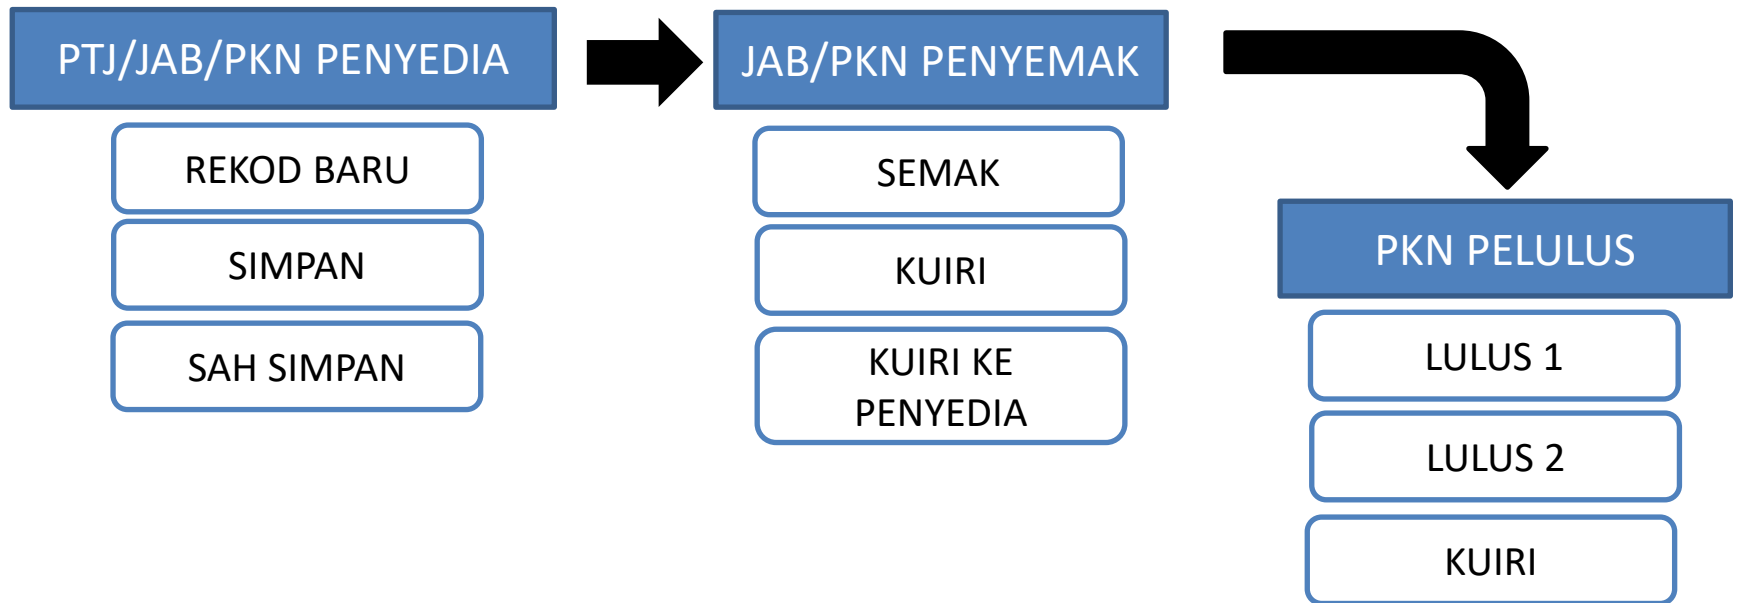 PTJ/JAB/PKN PENYEDIA
REKOD BARU
SIMPAN
SAH SIMPAN
JAB/PKN PENYEMAK
SEMAK
KUIRI
KUIRI KE
PENYEDIA
PKN PELULUS
LULUS 1
LULUS 2
KUIRI